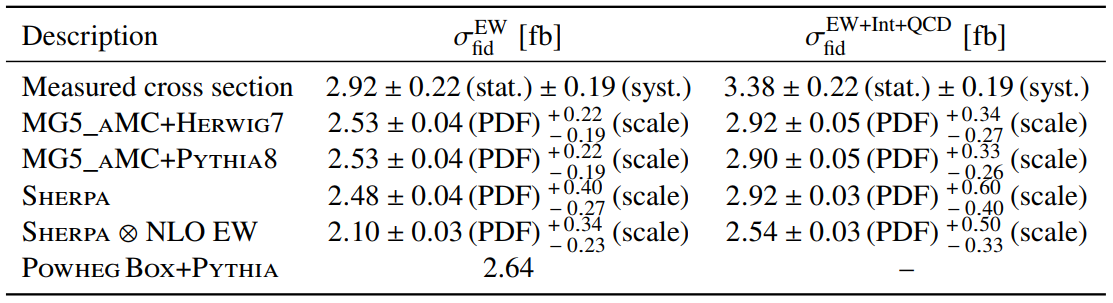 Description σ_fid^EW [fb] σ_fid^EW+Int+QCD [fb]
Measured cross section 2.92 ± 0.22 (stat.) ± 0.19 (syst.) 3.38 ± 0.22 (stat.) ± 0.19 (syst.)
MG5_aMC+Herwig7 2.53 ± 0.04 (PDF) +0.22 −0.19 (scale) 2.92 ± 0.05 (PDF) +0.34 −0.27 (scale)
MG5_aMC+Pythia8 2.53 ± 0.04 (PDF) +0.22 −0.19 (scale) 2.90 ± 0.05 (PDF) +0.33 −0.26 (scale)
Sherpa 2.48 ± 0.04 (PDF) +0.40 −0.27 (scale) 2.92 ± 0.03 (PDF) +0.60 −0.40 (scale)
Sherpa ⊗ NLO EW 2.10 ± 0.03 (PDF) +0.34 −0.23 (scale) 2.54 ± 0.03 (PDF) +0.50 −0.33 (scale)
Powheg Box+Pythia 2.64 –